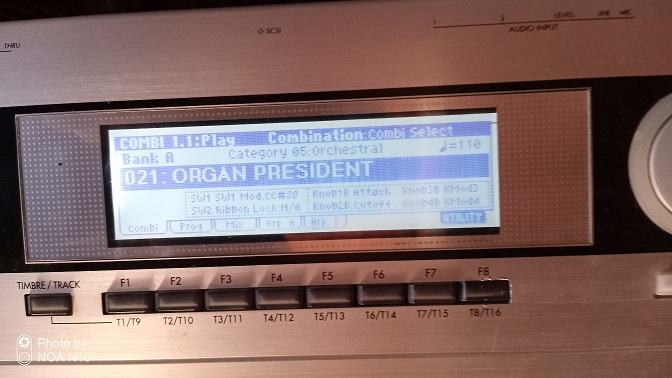 THRU
SCSI
1 2 LEVEL LINE MIC
AUDIO INPUT
COMBI 1.1:Play Combination:Combi Select
Bank A Category 05:Orchestral ♩=110
021: ORGAN PRESIDENT
SW1 SW1 Mod.CC#80 Knob1B Attack Knob3B KMod3
SW2 Ribbon Lock:N/A Knob2B Cutoff Knob4B KMod4
Combi Prog Mix Arp. A Arp. B UTILITY
TIMBRE / TRACK F1 F2 F3 F4 F5 F6 F7 F8
T1/T9 T2/T10 T3/T11 T4/T12 T5/T13 T6/T14 T7/T15 T8/T16
Photo by
NOA N10